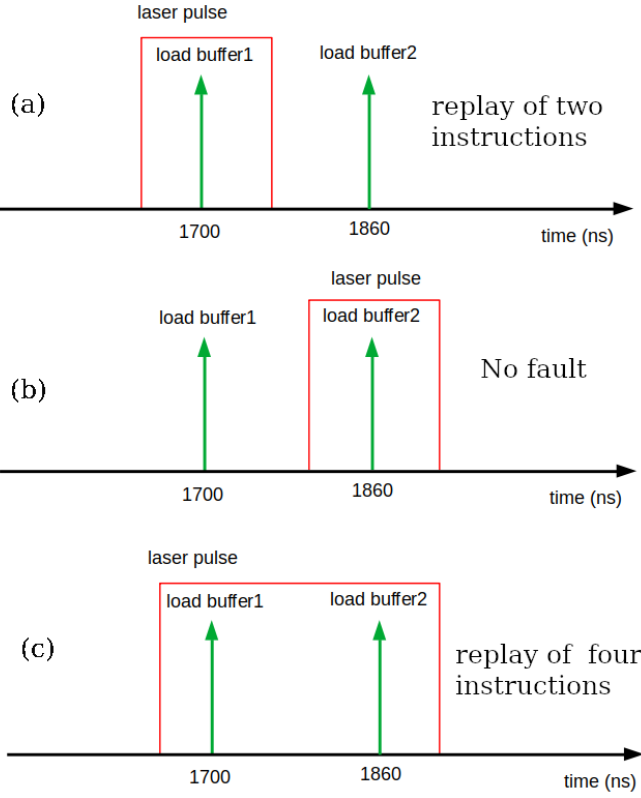 laser pulse
load buffer1
load buffer2
(a)
replay of two
instructions
1700
1860
time (ns)
laser pulse
load buffer1
load buffer2
(b)
No fault
1700
1860
time (ns)
laser pulse
load buffer1
load buffer2
(c)
replay of  four
instructions
1700
1860
time (ns)